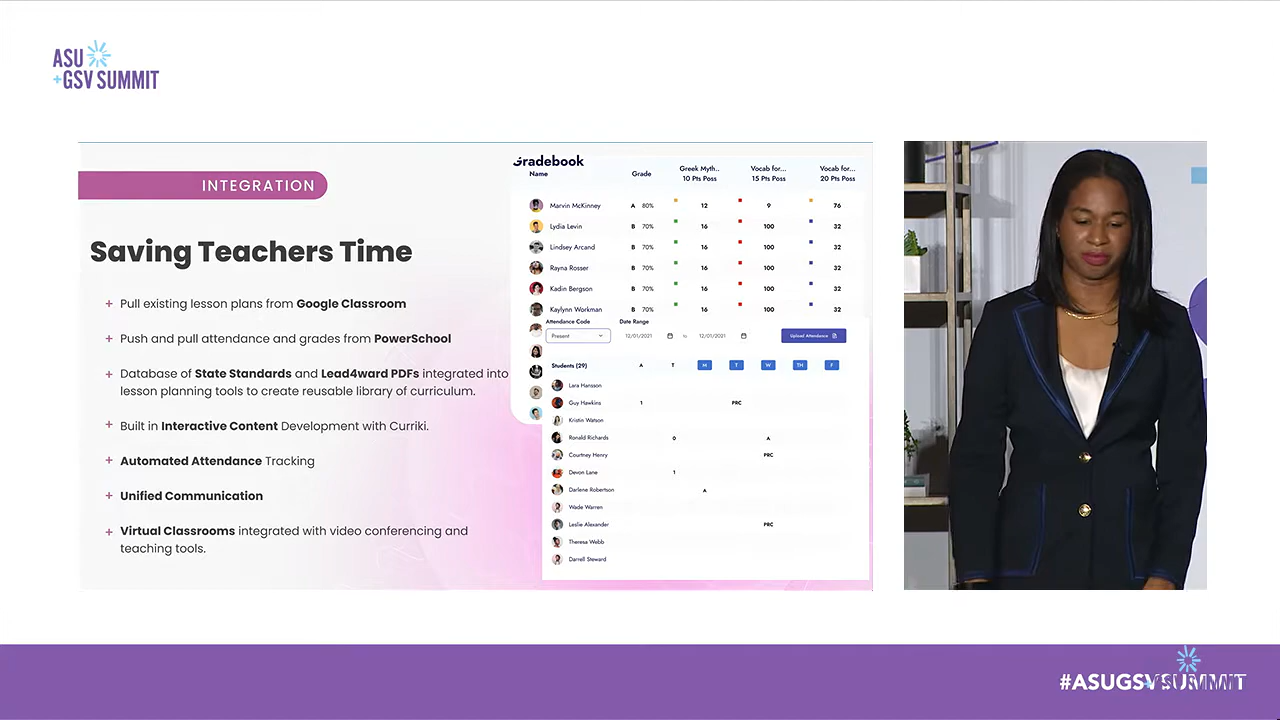 ASU
+GSV SUMMIT
INTEGRATION
Saving Teachers Time
+ Pull existing lesson plans from Google Classroom
+ Push and pull attendance and grades from PowerSchool
+ Database of State Standards and Lead4ward PDFs integrated into
lesson planning tools to create reusable library of curriculum.
+ Built in Interactive Content Development with Curriki.
+ Automated Attendance Tracking
+ Unified Communication
+ Virtual Classrooms integrated with video conferencing and
teaching tools.
Gradebook
Name Grade Greek Myth.. 10 Pts Poss Vocab for... 15 Pts Poss Vocab for... 20 Pts Poss
Marvin McKinney A 80% 12 9 76
Lydia Levin B 70% 16 100 32
Lindsey Arcand B 70% 16 100 32
Rayna Rosser B 70% 16 100 32
Kadin Bergson B 70% 16 100 32
Kaylynn Workman B 70% 16 100 32
Attendance Code Date Range
Present 12/01/2021 to 12/01/2021 Upload Attendance
Students (29) A T M T W TH F
Lara Hansson
Guy Hawkins 1 PRC
Kristin Watson
Ronald Richards 0 A
Courtney Henry PRC
Devon Lane 1
Darlene Robertson A
Wade Warren
Leslie Alexander PRC
Theresa Webb
Darrell Steward
#ASUGSVSUMMIT